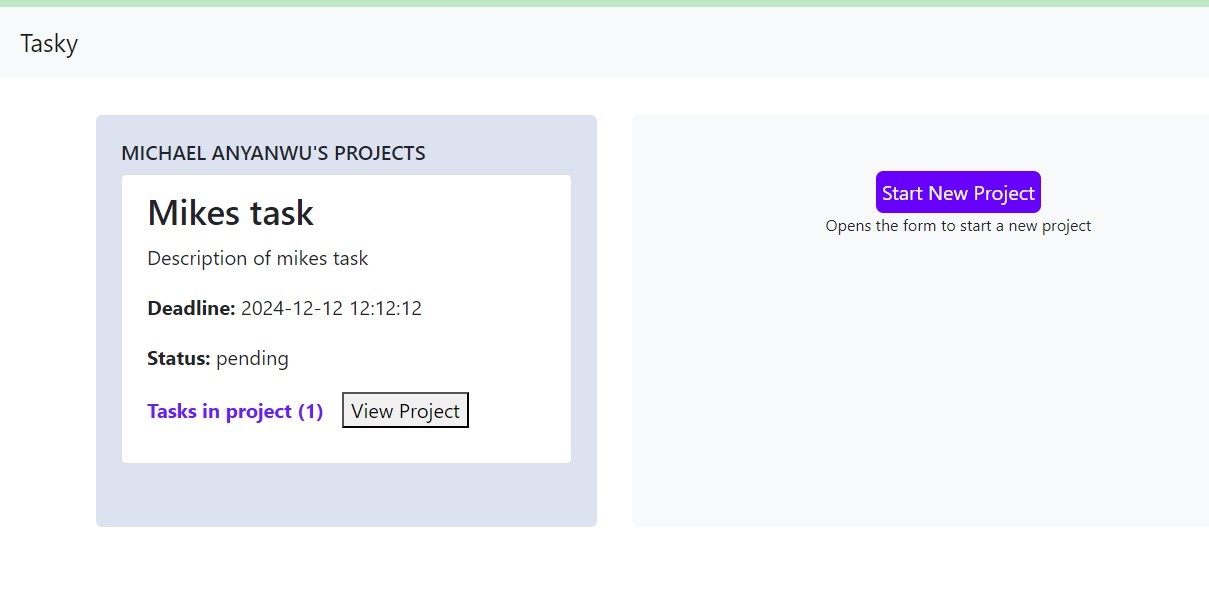 Tasky
MICHAEL ANYANWU'S PROJECTS
Mikes task
Description of mikes task
Deadline: 2024-12-12 12:12:12
Status: pending
Tasks in project (1) View Project
Start New Project
Opens the form to start a new project